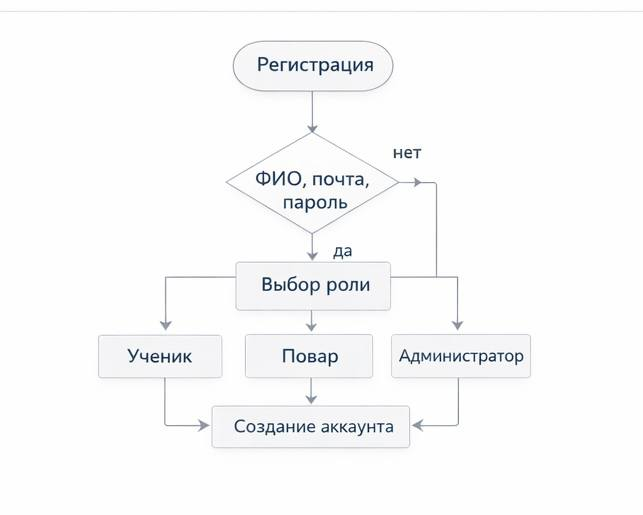 Регистрация
нет
ФИО, почта,
пароль
да
Выбор роли
Ученик
Повар
Администратор
Создание аккаунта